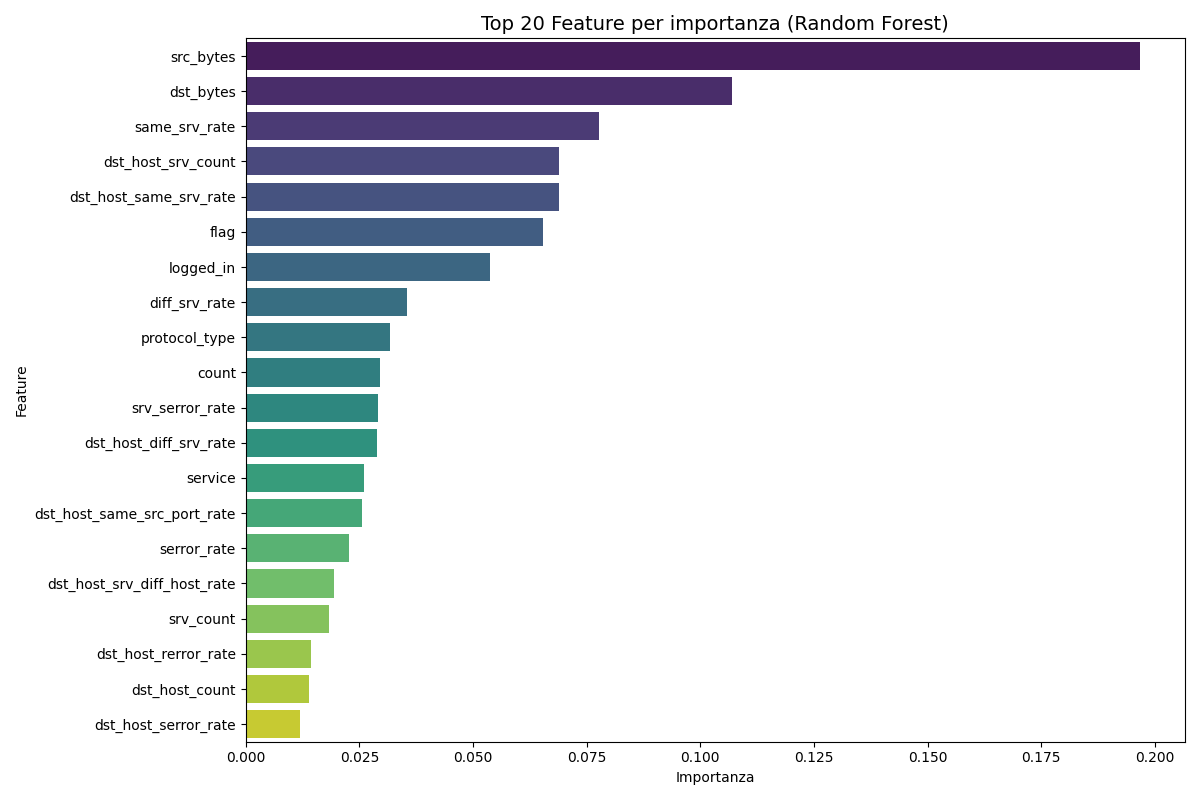 Top 20 Feature per importanza (Random Forest)
src_bytes
dst_bytes
same_srv_rate
dst_host_srv_count
dst_host_same_srv_rate
flag
logged_in
diff_srv_rate
protocol_type
count
srv_serror_rate
dst_host_diff_srv_rate
service
dst_host_same_src_port_rate
serror_rate
dst_host_srv_diff_host_rate
srv_count
dst_host_rerror_rate
dst_host_count
dst_host_serror_rate
Feature
0.000 0.025 0.050 0.075 0.100 0.125 0.150 0.175 0.200
Importanza